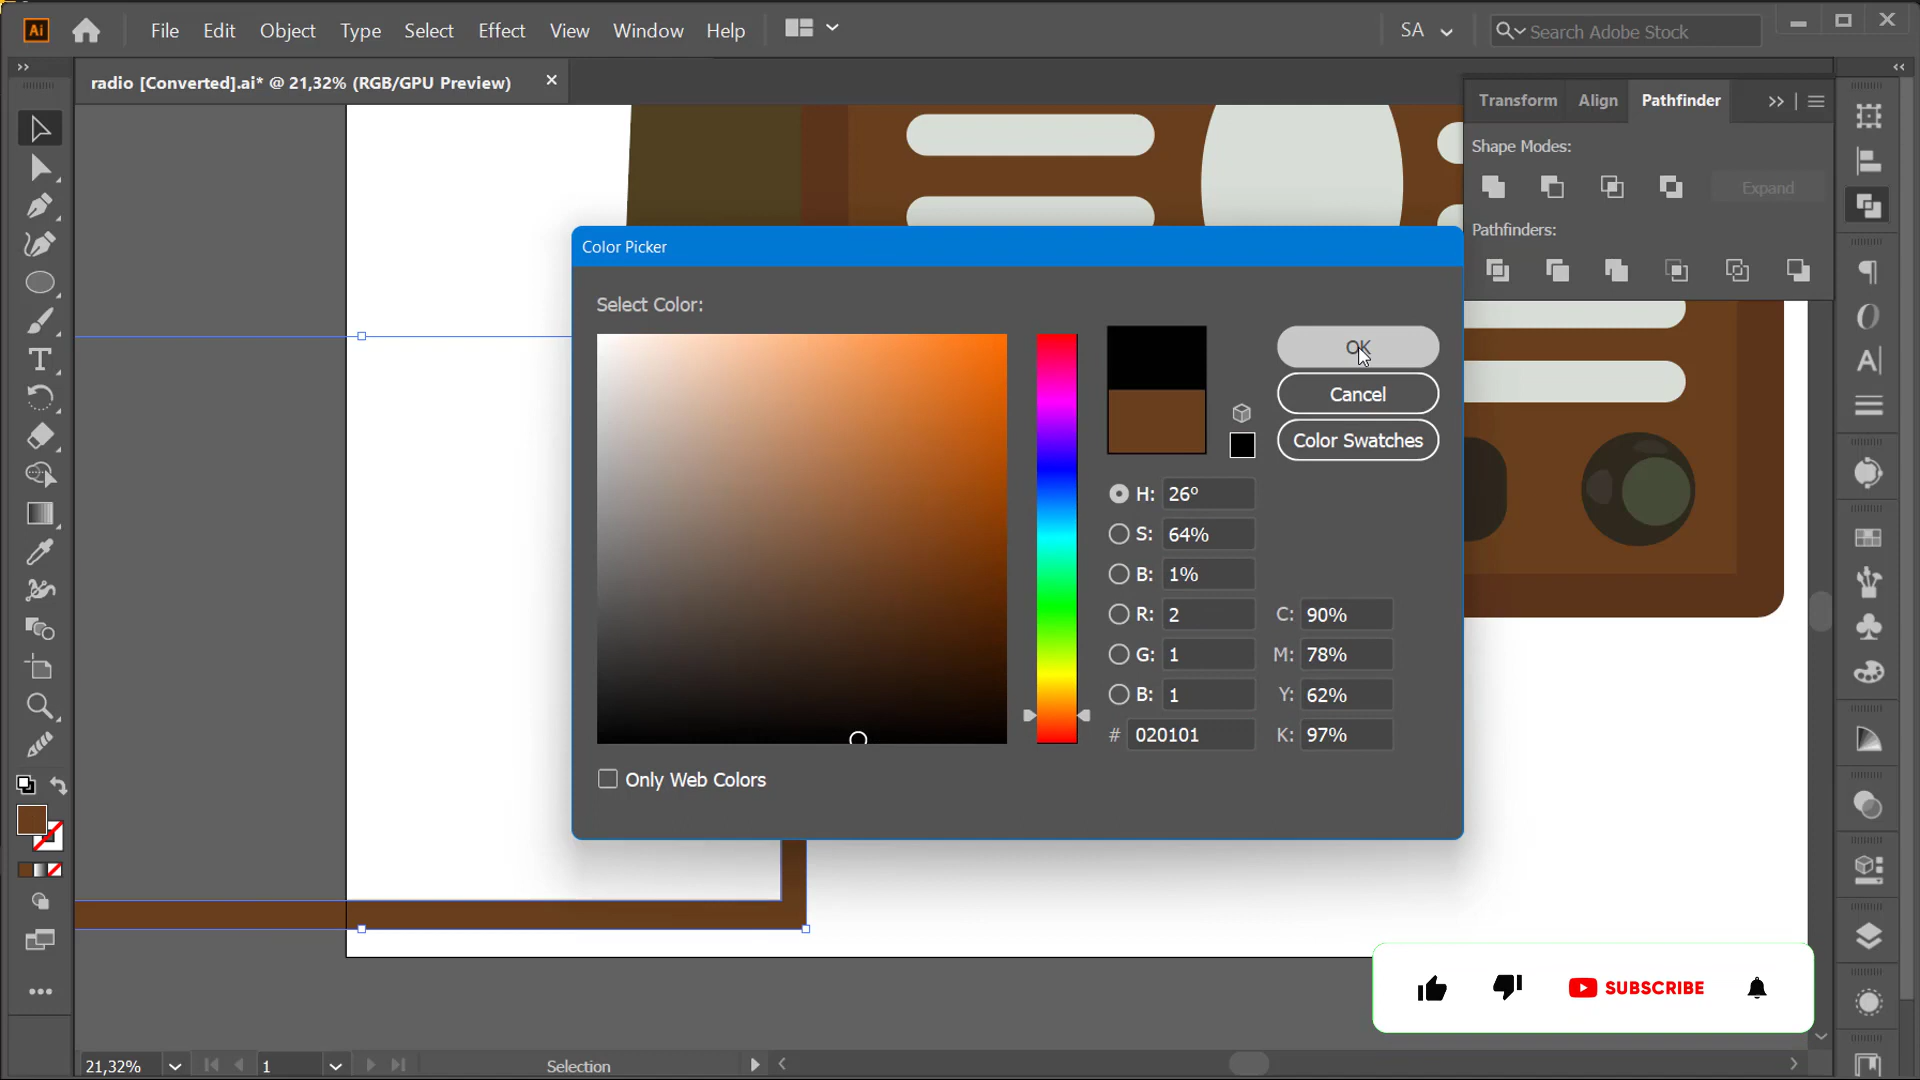 Ai File Edit Object Type Select Effect View Window Help SA Search Adobe Stock
radio [Converted].ai* @ 21,32% (RGB/GPU Preview) ×
Transform Align Pathfinder
Shape Modes:
Expand
Pathfinders:
Color Picker
Select Color:
OK
Cancel
Color Swatches
H: 26º
S: 64%
B: 1%
R: 2 C: 90%
G: 1 M: 78%
B: 1 Y: 62%
# 020101 K: 97%
Only Web Colors
SUBSCRIBE
21,32% 1 Selection